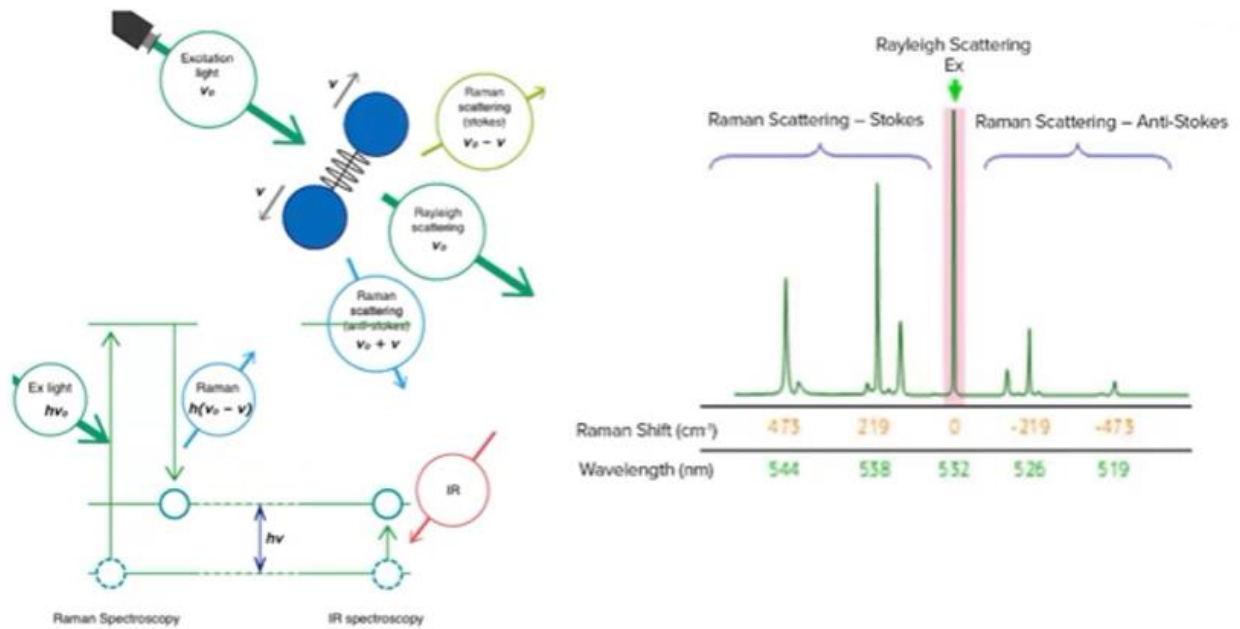 Excitation
light
v₀
v
v
Raman
scattering
(stokes)
v₀ – v
Rayleigh
scattering
v₀
Raman
scattering
(anti-stokes)
v₀ + v
Ex light
hv₀
Raman
h(v₀ – v)
IR
hv
Raman Spectroscopy
IR spectroscopy
Rayleigh Scattering
Ex
Raman Scattering – Stokes
Raman Scattering – Anti-Stokes
Raman Shift (cm⁻¹) 473 219 0 -219 -473
Wavelength (nm) 544 538 532 526 519